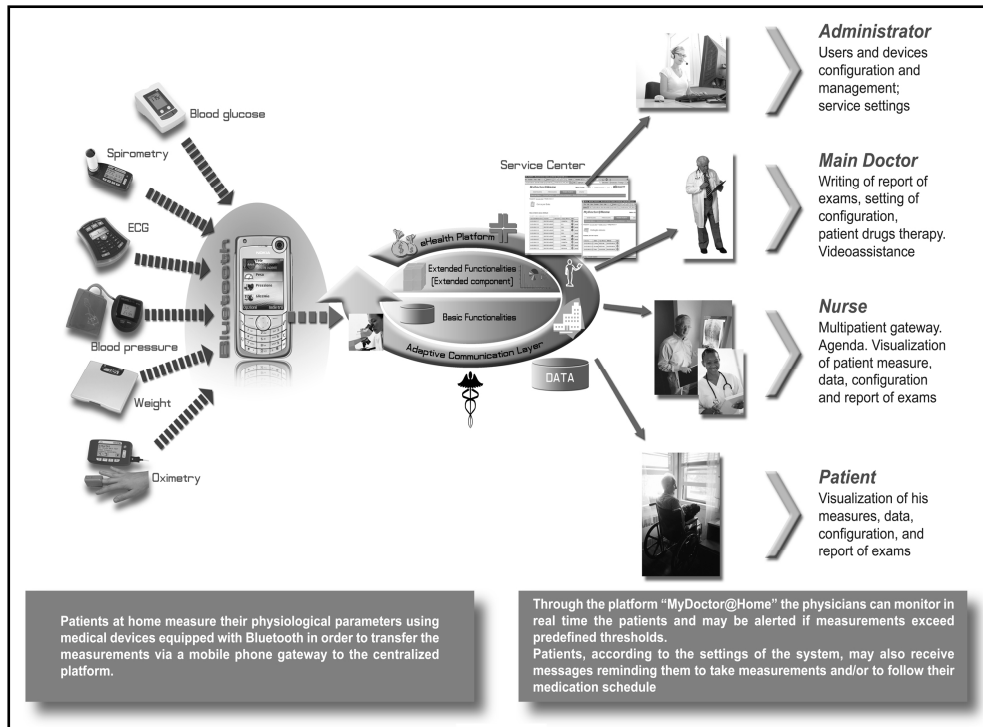 Blood glucose
Spirometry
ECG
Blood pressure
Weight
Oximetry
Bluetooth
eHealth Platform
Extended Functionalities
[Extended component]
Basic Functionalities
Adaptive Communication Layer
DATA
Service Center
Administrator
Users and devices
configuration and
management;
service settings
Main Doctor
Writing of report of
exams, setting of
configuration,
patient drugs therapy.
Videoassistance
Nurse
Multipatient gateway.
Agenda. Visualization
of patient measure,
data, configuration
and report of exams
Patient
Visualization of his
measures, data,
configuration, and
report of exams
Patients at home measure their physiological parameters using
medical devices equipped with Bluetooth in order to transfer the
measurements via a mobile phone gateway to the centralized
platform.
Through the platform “MyDoctor@Home” the physicians can monitor in
real time the patients and may be alerted if measurements exceed
predefined thresholds.
Patients, according to the settings of the system, may also receive
messages reminding them to take measurements and/or to follow their
medication schedule